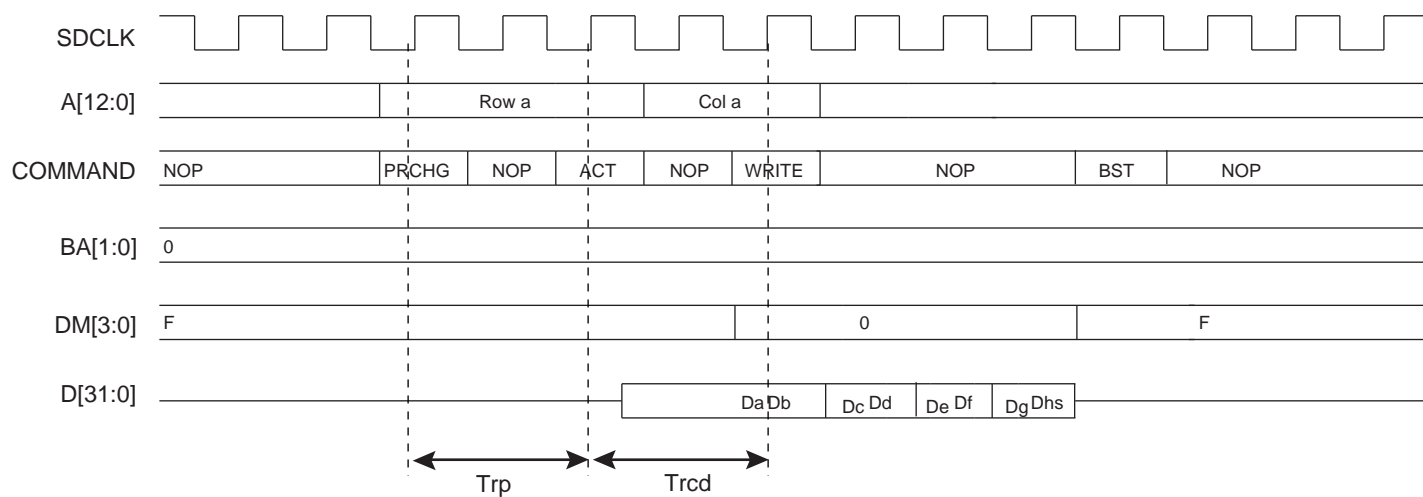 SDCLK
A[12:0] Row a Col a
COMMAND NOP PRCHG NOP ACT NOP WRITE NOP BST NOP
BA[1:0] 0
DM[3:0] F 0 F
D[31:0] Da Db Dc Dd De Df Dg Dhs
Trp Trcd